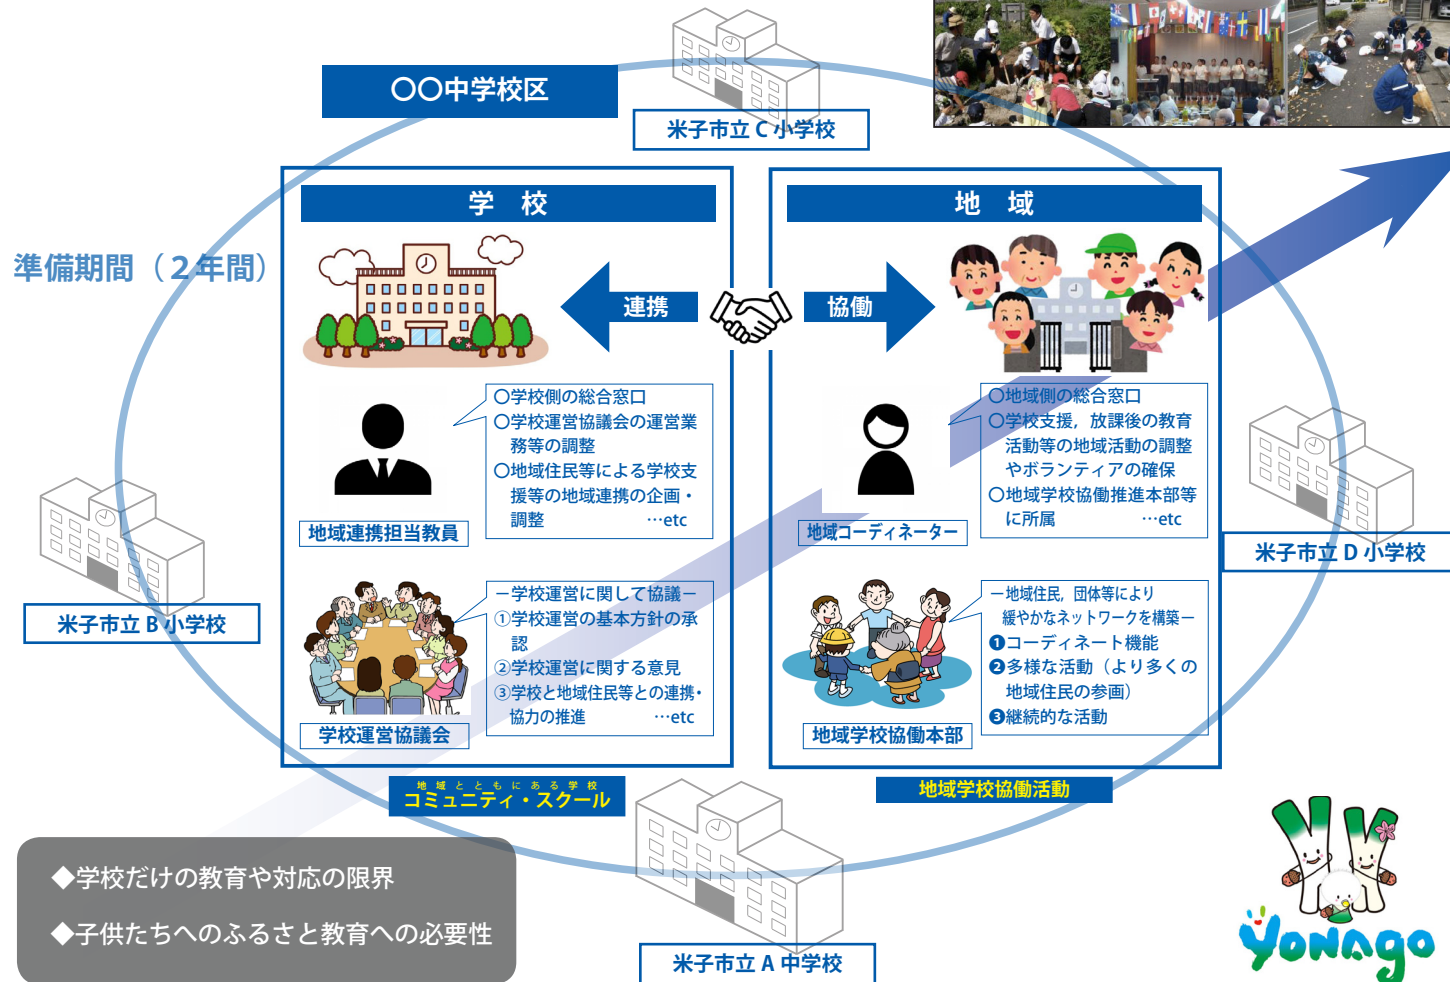 〇〇中学校区
米子市立 C 小学校
準備期間（２年間）
学　校
連携
協働
地　域
〇学校側の総合窓口
〇学校運営協議会の運営業
務等の調整
〇地域住民等による学校支
援等の地域連携の企画・
調整　…etc
地域連携担当教員
〇地域側の総合窓口
〇学校支援，放課後の教育
活動等の地域活動の調整
やボランティアの確保
〇地域学校協働推進本部等
に所属　…etc
地域コーディネーター
－学校運営に関して協議－
①学校運営の基本方針の承
認
②学校運営に関する意見
③学校と地域住民等との連携・
協力の推進　…etc
学校運営協議会
－地域住民，団体等により
緩やかなネットワークを構築－
❶コーディネート機能
❷多様な活動（より多くの
地域住民の参画）
❸継続的な活動
地域学校協働本部
米子市立 B 小学校
米子市立 D 小学校
地域とともにある学校
コミュニティ・スクール
地域学校協働活動
◆学校だけの教育や対応の限界
◆子供たちへのふるさと教育への必要性
米子市立 A 中学校
YONAGO